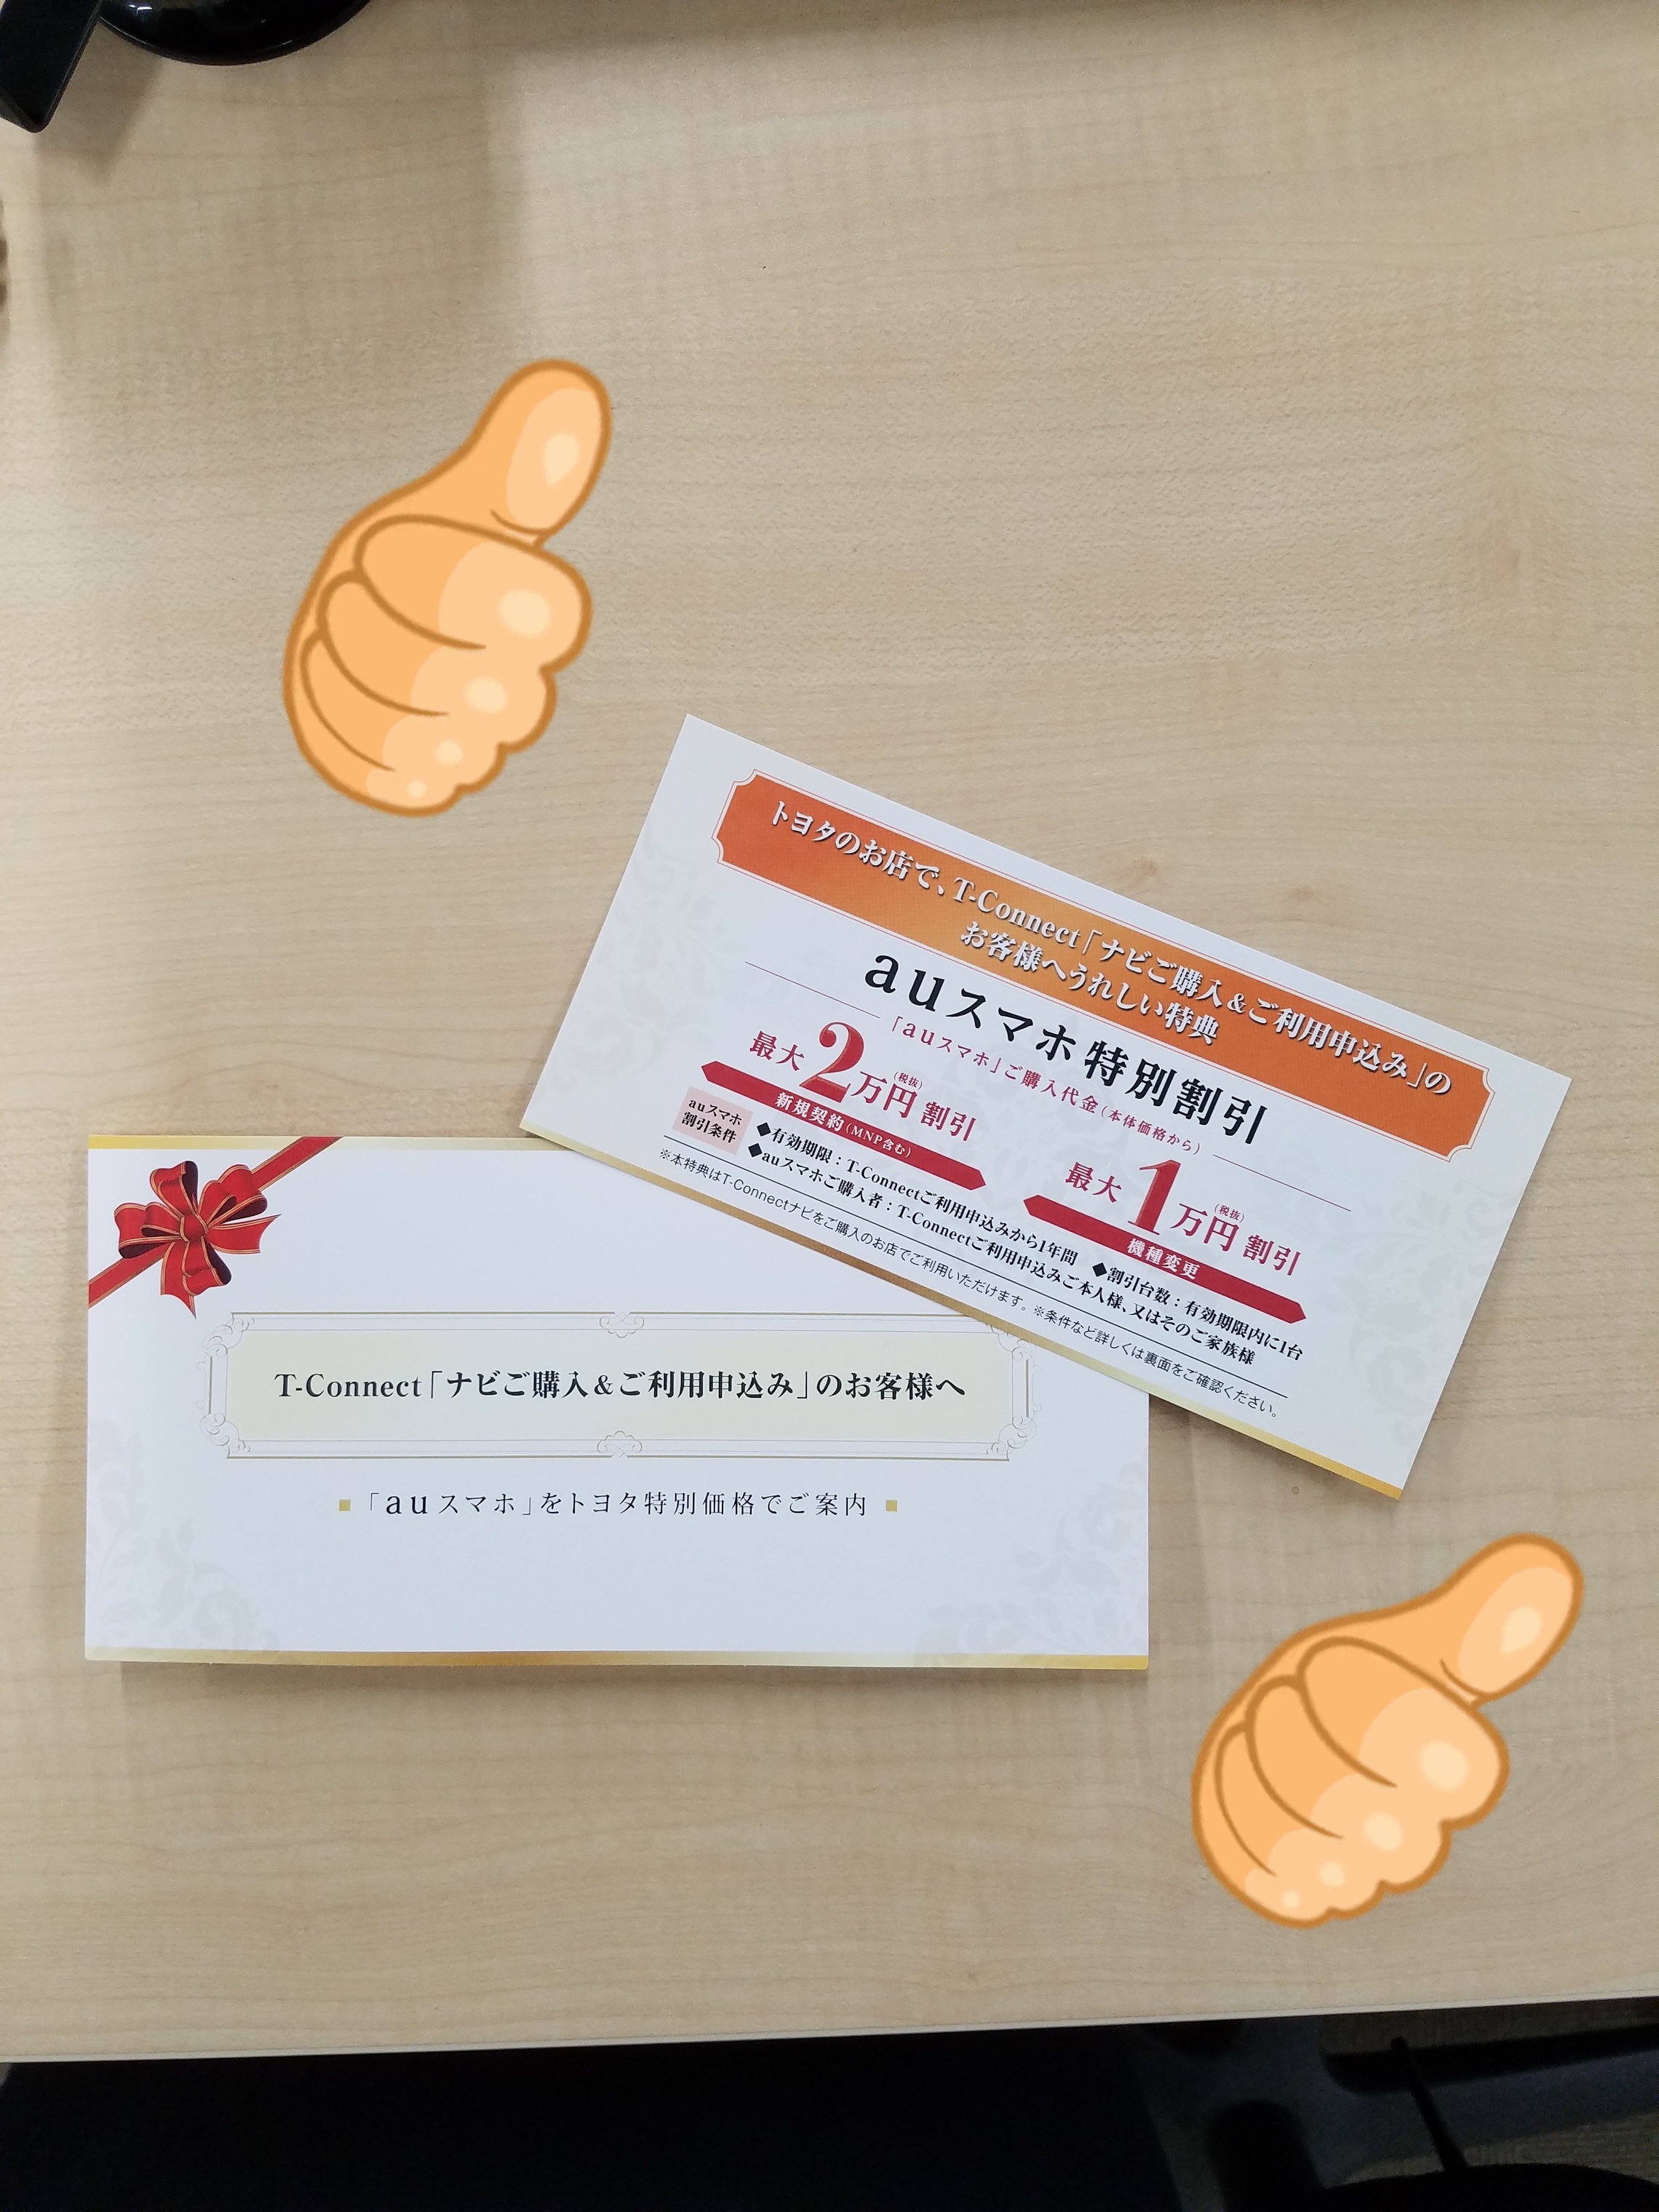 トヨタのお店で、T-Connect「ナビご購入&ご利用申込み」の
お客様へうれしい特典
auスマホ特別割引
「auスマホ」ご購入代金(本体価格から)
最大2万円(税抜)割引
新規契約(MNP含む)
最大1万円(税抜)割引
機種変更
auスマホ
割引条件
◆有効期限:T-Connectご利用申込みから1年間 ◆割引台数:有効期限内に1台
◆auスマホご購入者:T-Connectご利用申込みご本人様、又はそのご家族様
※本特典はT-Connectナビをご購入のお店でご利用いただけます。※条件など詳しくは裏面をご確認ください。
T-Connect「ナビご購入&ご利用申込み」のお客様へ
■「auスマホ」をトヨタ特別価格でご案内■